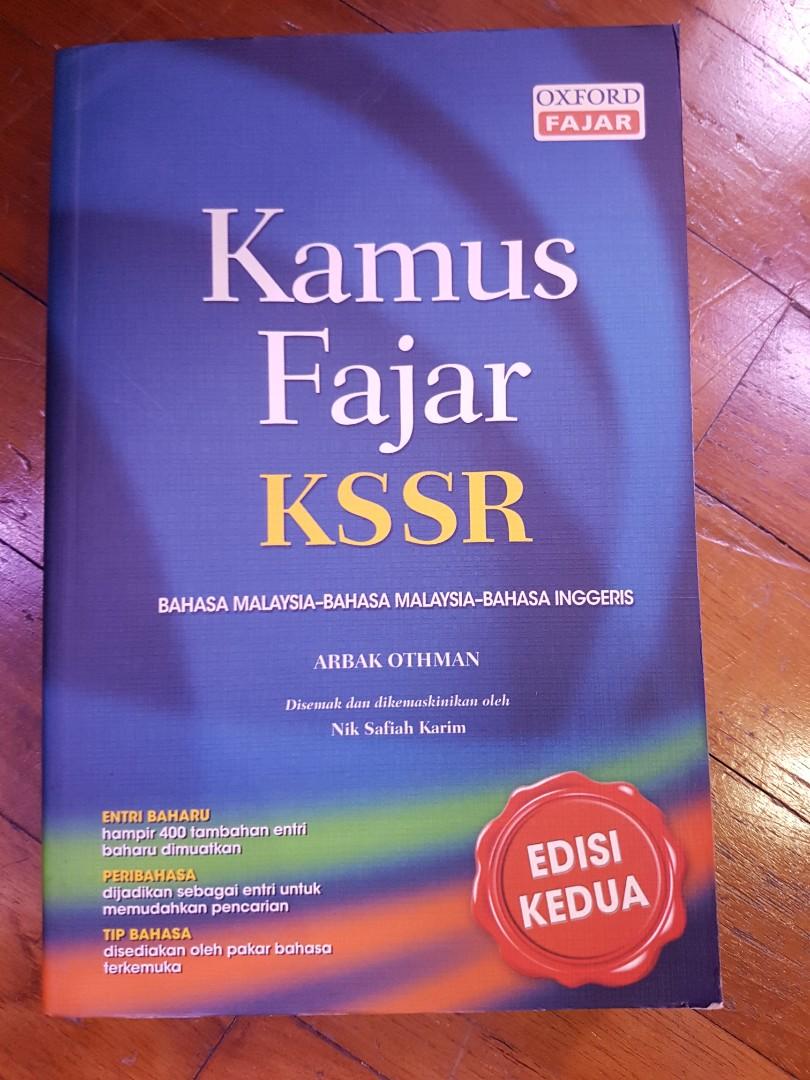 OXFORD
FAJAR
Kamus
Fajar
KSSR
BAHASA MALAYSIA–BAHASA MALAYSIA–BAHASA INGGERIS
ARBAK OTHMAN
Disemak dan dikemaskinikan oleh
Nik Safiah Karim
ENTRI BAHARU
hampir 400 tambahan entri
baharu dimuatkan
PERIBAHASA
dijadikan sebagai entri untuk
memudahkan pencarian
TIP BAHASA
disediakan oleh pakar bahasa
terkemuka
EDISI
KEDUA